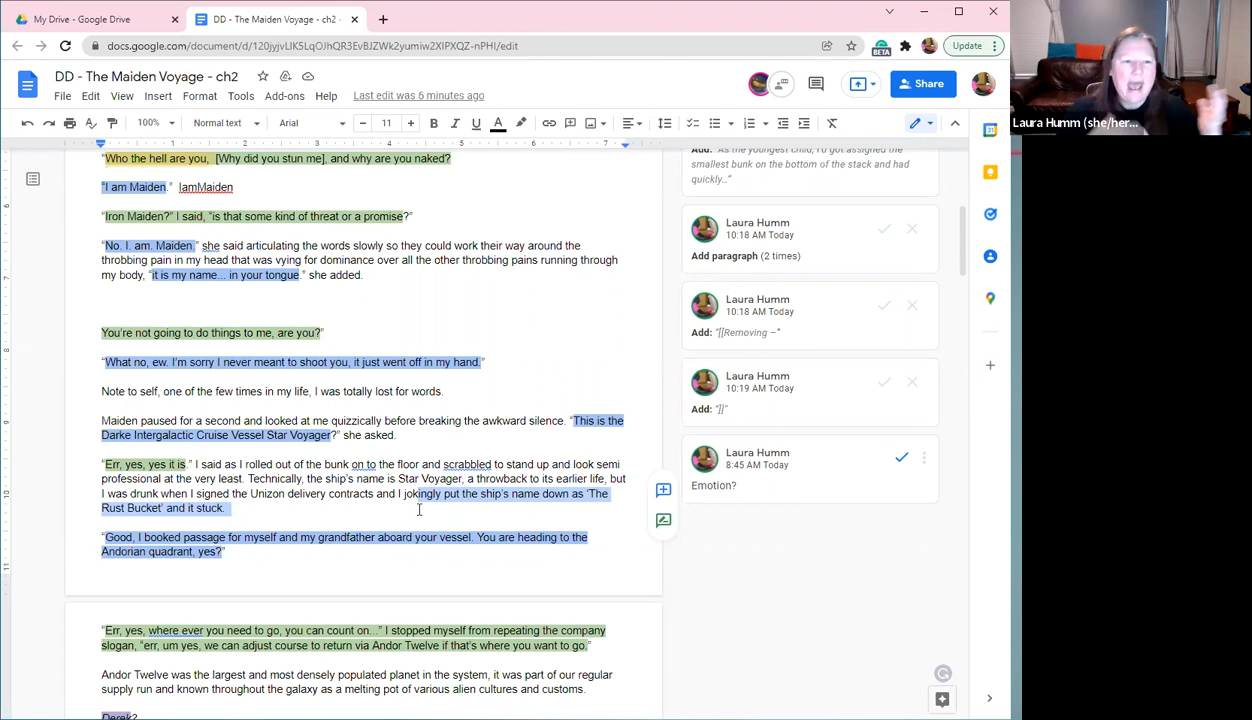 My Drive - Google Drive
DD - The Maiden Voyage - ch2 -
docs.google.com/document/d/120jyjvLIK5LqOJhQR3EvBJZWk2yumiw2XlPXQZ-nPHI/edit
BETA
Update
DD - The Maiden Voyage - ch2
File Edit View Insert Format Tools Add-ons Help Last edit was 6 minutes ago
Share
100% Normal text Arial 11 B I U A
1 2 3 4 5 6 7
"Who the hell are you, [Why did you stun me], and why are you naked?
"I am Maiden." IamMaiden
"Iron Maiden?" I said, "is that some kind of threat or a promise?"
"No. I. am. Maiden." she said articulating the words slowly so they could work their way around the
throbbing pain in my head that was vying for dominance over all the other throbbing pains running through
my body, "it is my name... in your tongue." she added.
You're not going to do things to me, are you?"
"What no, ew. I'm sorry I never meant to shoot you, it just went off in my hand."
Note to self, one of the few times in my life, I was totally lost for words.
Maiden paused for a second and looked at me quizzically before breaking the awkward silence. "This is the
Darke Intergalactic Cruise Vessel Star Voyager?" she asked.
"Err, yes, yes it is." I said as I rolled out of the bunk on to the floor and scrabbled to stand up and look semi
professional at the very least. Technically, the ship's name is Star Voyager, a throwback to its earlier life, but
I was drunk when I signed the Unizon delivery contracts and I jokingly put the ship's name down as 'The
Rust Bucket' and it stuck.
"Good, I booked passage for myself and my grandfather aboard your vessel. You are heading to the
Andorian quadrant, yes?"
"Err, yes, where ever you need to go, you can count on..." I stopped myself from repeating the company
slogan, "err, um yes, we can adjust course to return via Andor Twelve if that's where you want to go."
Andor Twelve was the largest and most densely populated planet in the system, it was part of our regular
supply run and known throughout the galaxy as a melting pot of various alien cultures and customs.
Derek?
6
7
8
9
10
11
Add: "As the youngest child, I'd got assigned the
smallest bunk on the bottom of the stack and had
quickly..."
Laura Humm
10:18 AM Today
Add paragraph (2 times)
Laura Humm
10:18 AM Today
Add: "[[Removing –"
Laura Humm
10:19 AM Today
Add: "]]"
Laura Humm
8:45 AM Today
Emotion?
Laura Humm (she/her...